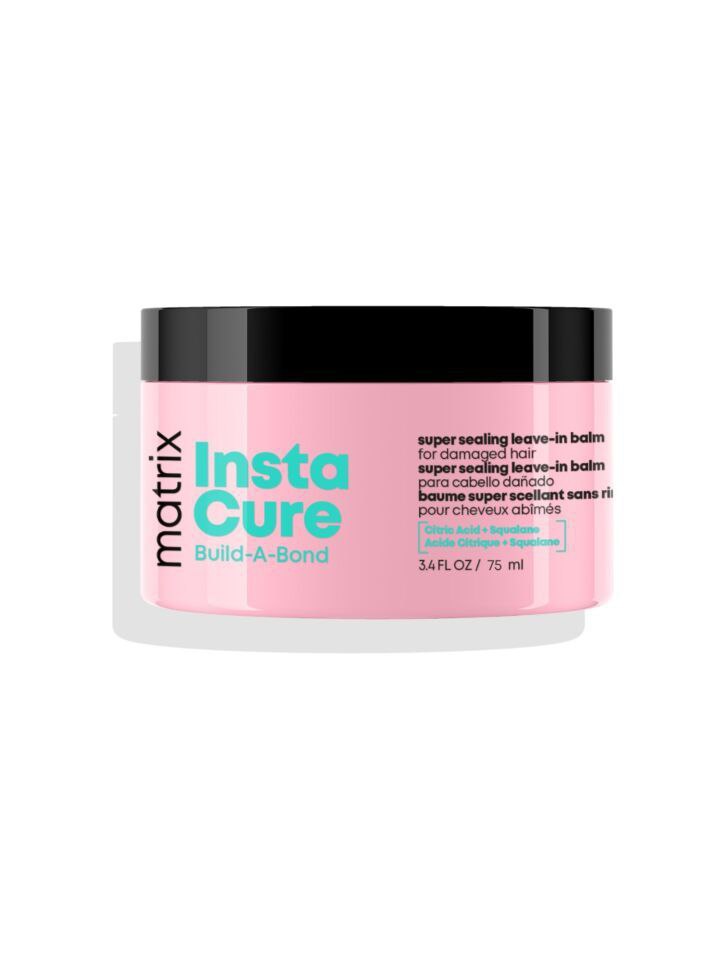 matrix
Insta
Cure
Build-A-Bond
super sealing leave-in balm
for damaged hair
super sealing leave-in balm
para cabello dañado
baume super scellant sans
pour cheveux abîmés
Citric Acid + Squalane
Acide Citrique + Squalane
3.4 FL OZ / 75 ml